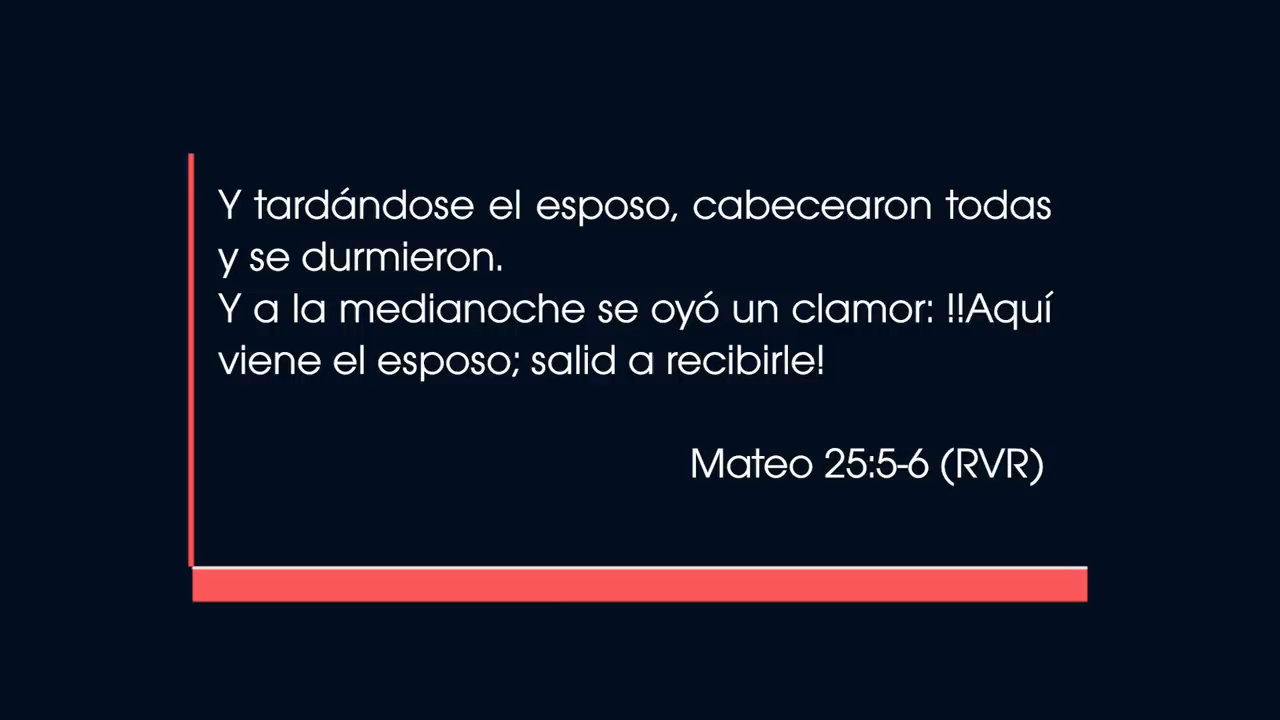 Y tardándose el esposo, cabecearon todas
y se durmieron.
Y a la medianoche se oyó un clamor: !!Aquí
viene el esposo; salid a recibirle!
Mateo 25:5-6 (RVR)